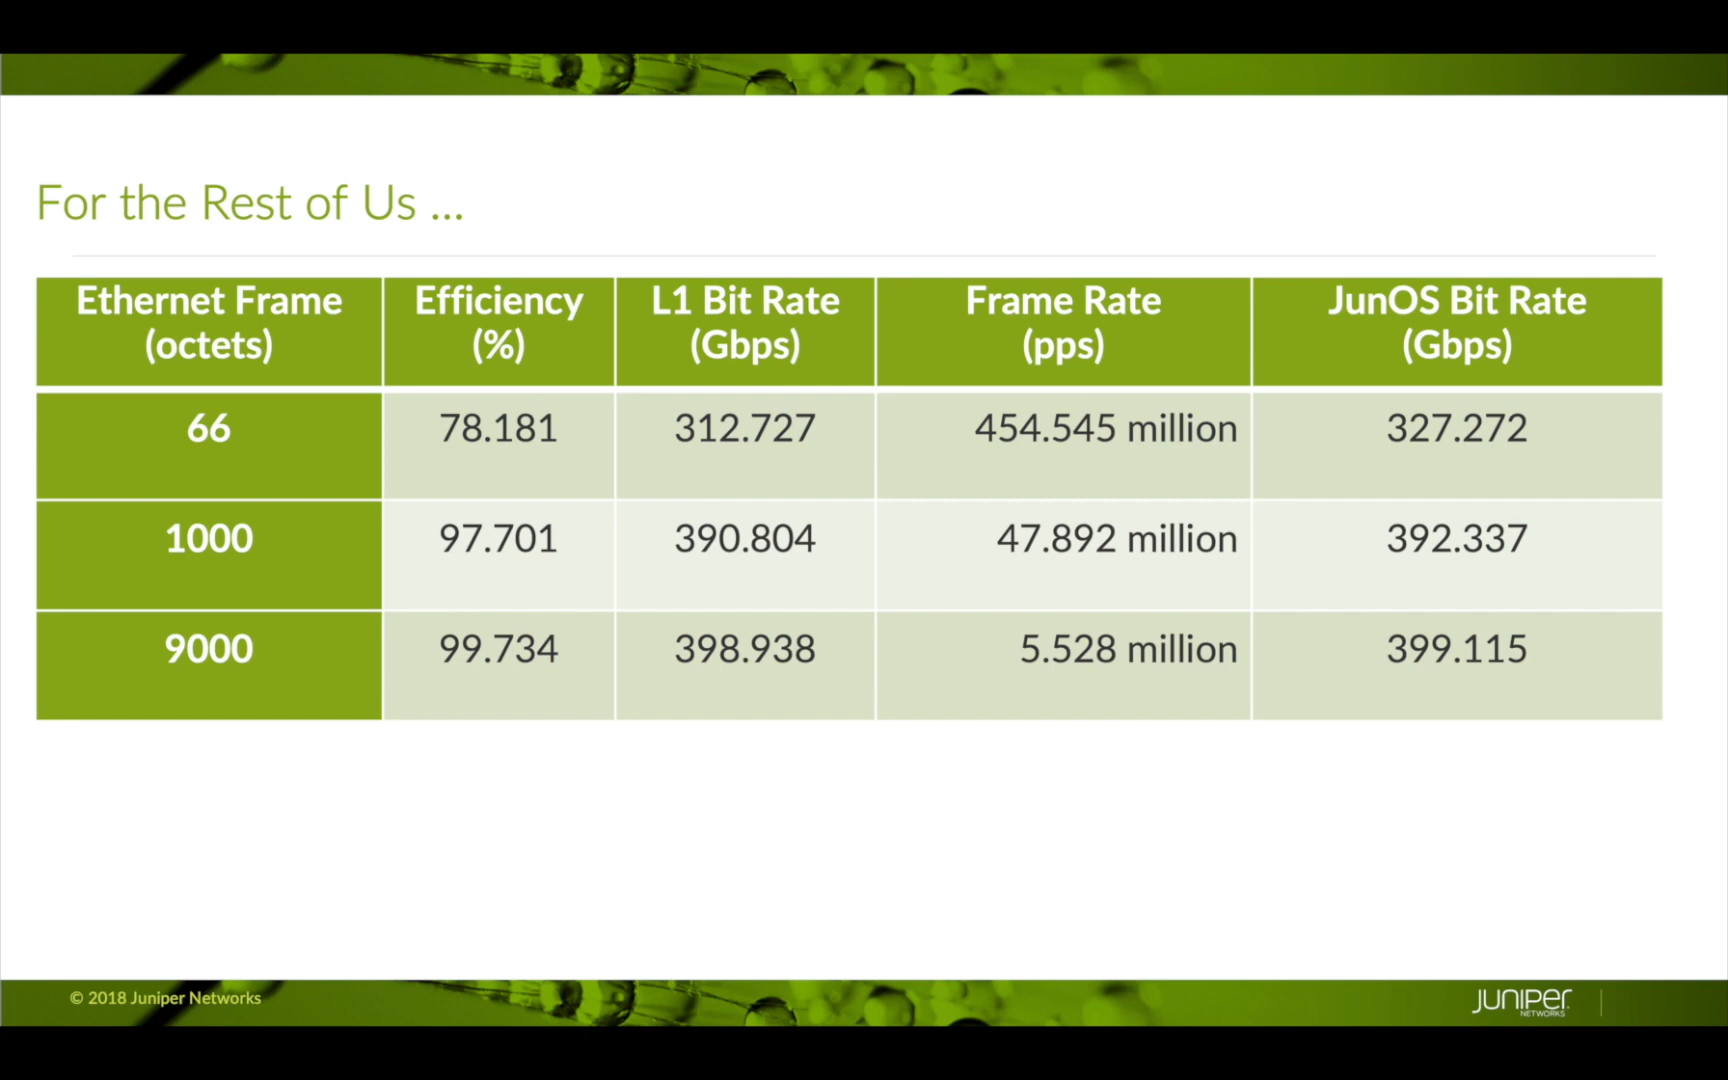 For the Rest of Us ...
Ethernet Frame (octets) Efficiency (%) L1 Bit Rate (Gbps) Frame Rate (pps) JunOS Bit Rate (Gbps)
66 78.181 312.727 454.545 million 327.272
1000 97.701 390.804 47.892 million 392.337
9000 99.734 398.938 5.528 million 399.115
© 2018 Juniper Networks
JUNIPER
NETWORKS